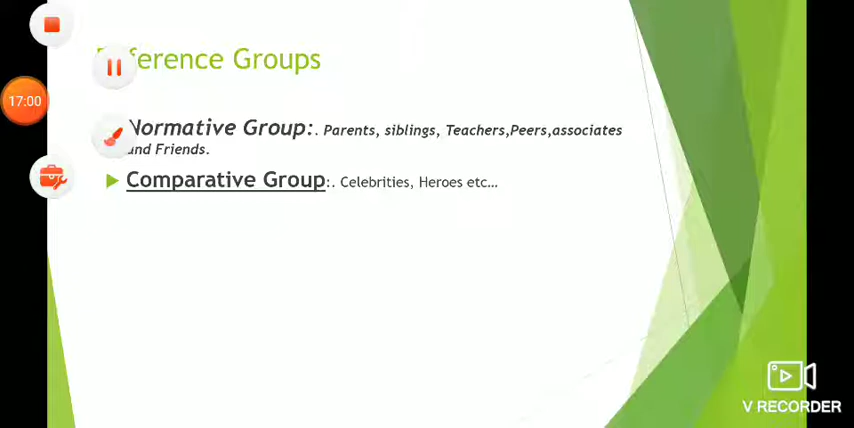 17:00
ference Groups
Normative Group:. Parents, siblings, Teachers,Peers,associates
and Friends.
Comparative Group:. Celebrities, Heroes etc…
V RECORDER